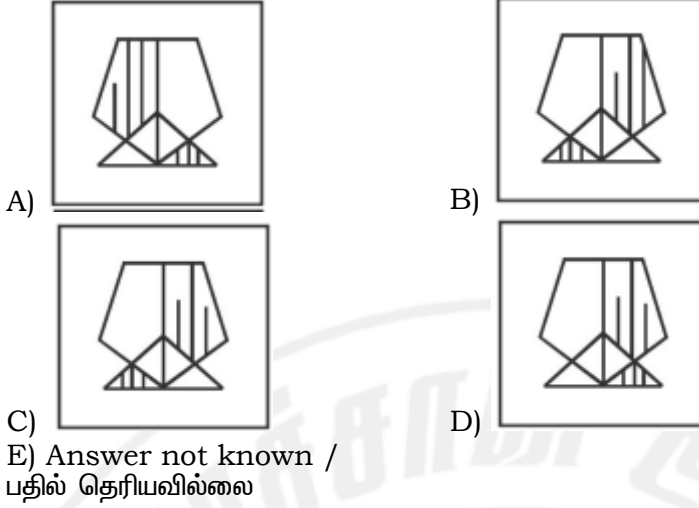 A)
B)
C)
D)
E) Answer not known /
பதில் தெரியவில்லை